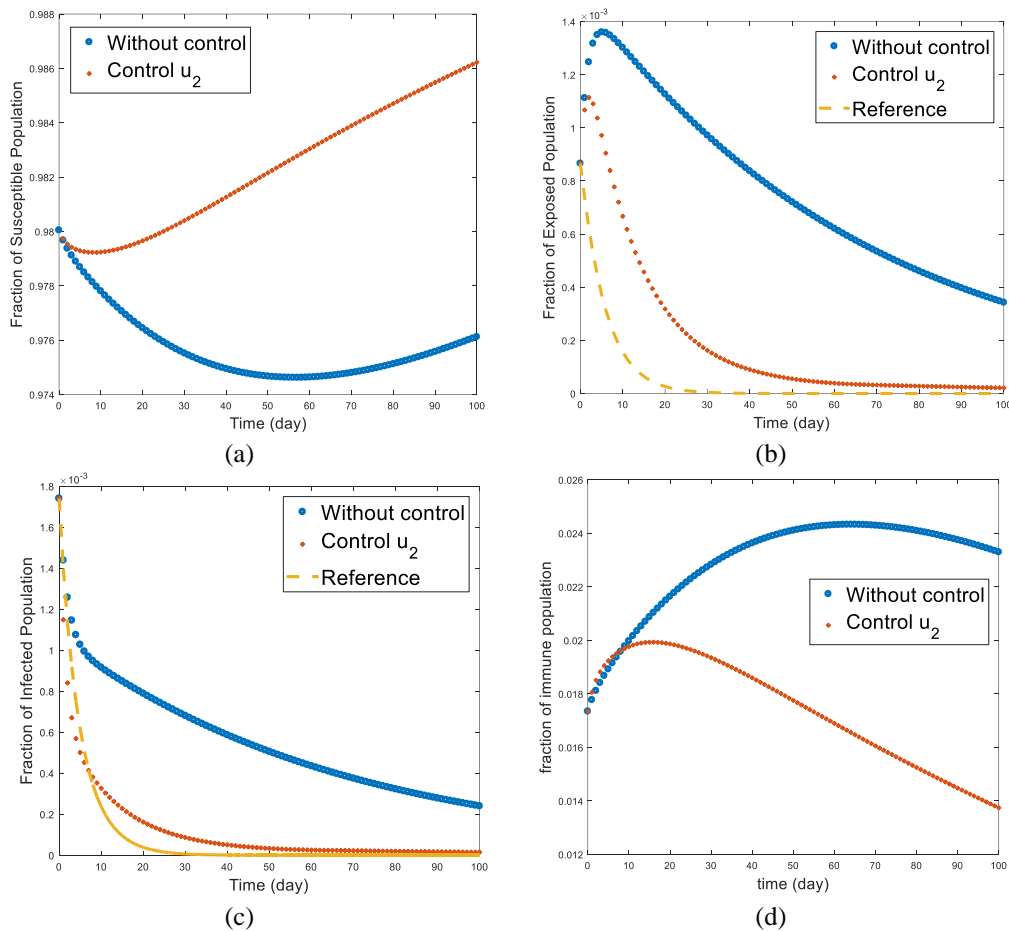 0.988
0.986
0.984
0.982
0.98
0.978
0.976
0.974
Fraction of Susceptible Population
Without control
Control u2
0 10 20 30 40 50 60 70 80 90 100
Time (day)
(a)
×10-3
1.4
1.2
1
0.8
0.6
0.4
0.2
0
Fraction of Exposed Population
Without control
Control u2
Reference
0 10 20 30 40 50 60 70 80 90 100
Time (day)
(b)
×10-3
1.8
1.6
1.4
1.2
1
0.8
0.6
0.4
0.2
0
Fraction of Infected Population
Without control
Control u2
Reference
0 10 20 30 40 50 60 70 80 90 100
Time (day)
(c)
0.026
0.024
0.022
0.02
0.018
0.016
0.014
0.012
fraction of immune population
Without control
Control u2
0 10 20 30 40 50 60 70 80 90 100
time (day)
(d)